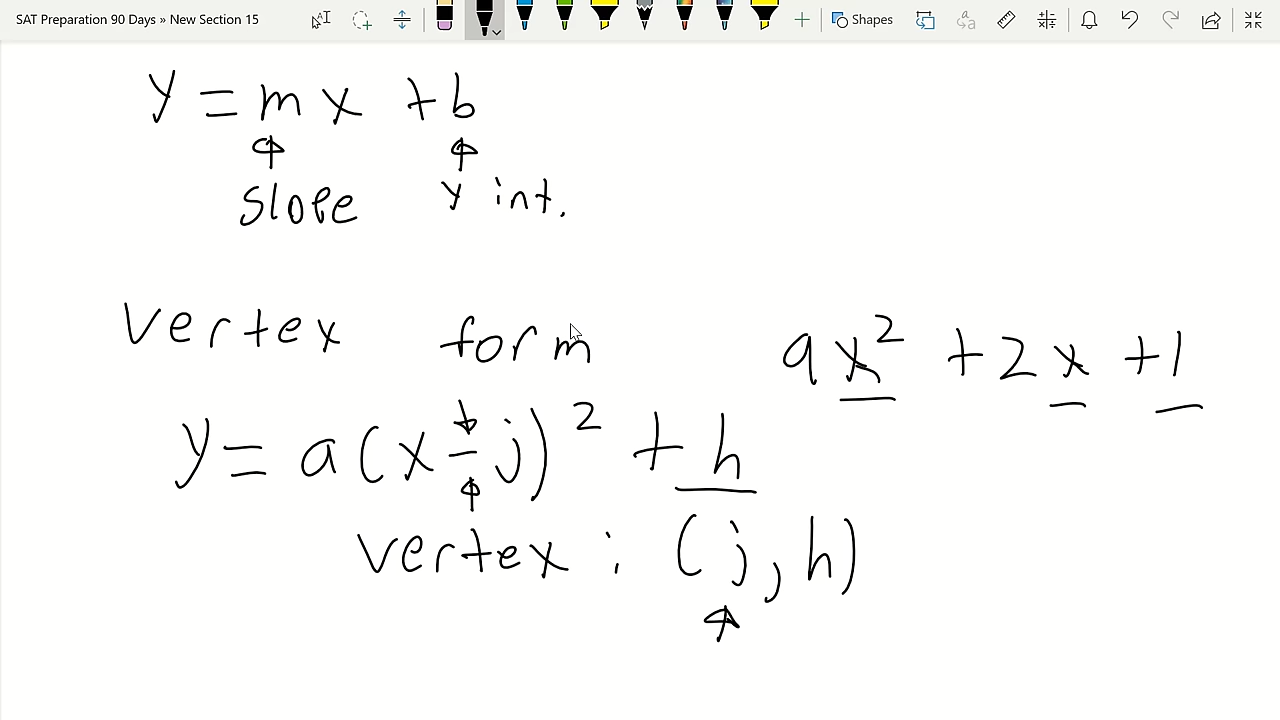 SAT Preparation 90 Days » New Section 15
Shapes
y = mx + b
slope y int.
vertex form
ax² + 2x + 1
y = a(x - j)² + h
vertex : (j, h)